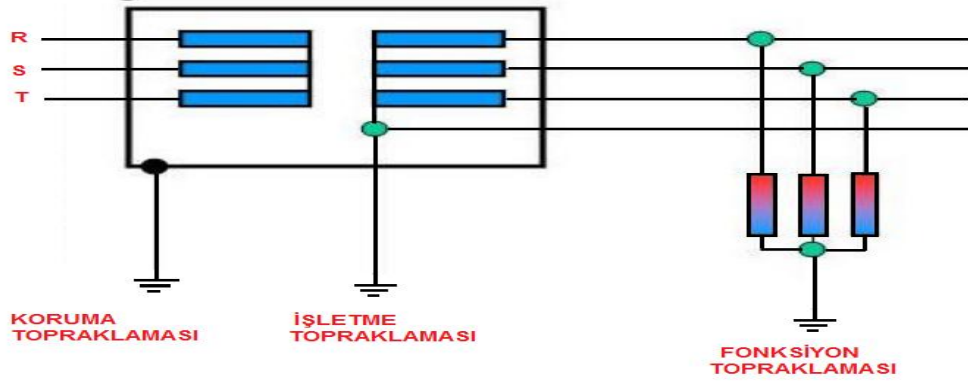 R
S
T
KORUMA
TOPRAKLAMASI
İŞLETME
TOPRAKLAMASI
FONKSİYON
TOPRAKLAMASI